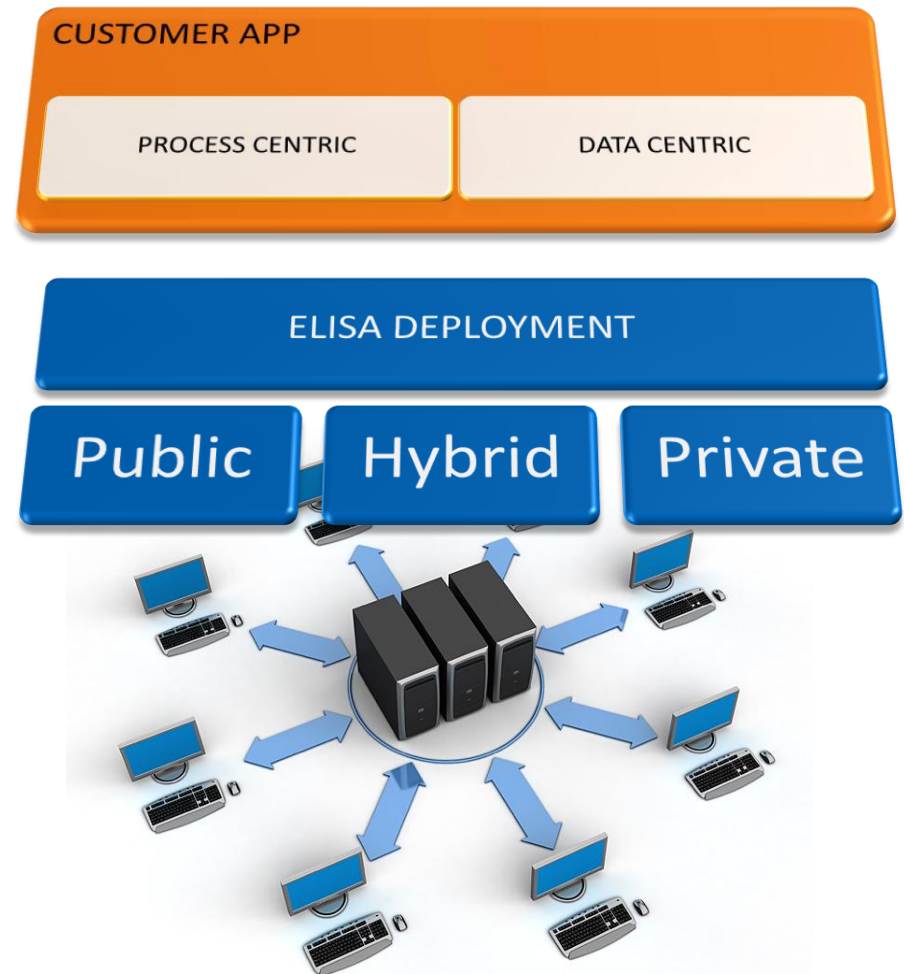 CUSTOMER APP
PROCESS CENTRIC
DATA CENTRIC
ELISA DEPLOYMENT
Public
Hybrid
Private